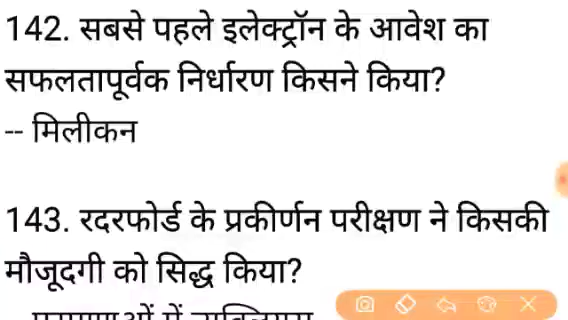 142. सबसे पहले इलेक्ट्रॉन के आवेश का
सफलतापूर्वक निर्धारण किसने किया?
-- मिलीकन
143. रदरफोर्ड के प्रकीर्णन परीक्षण ने किसकी
मौजूदगी को सिद्ध किया?